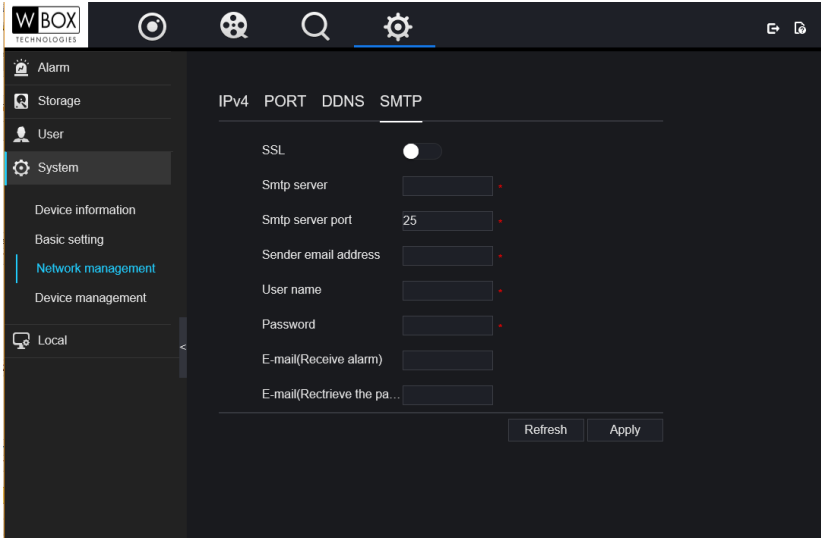 W BOX
TECHNOLOGIES
Alarm
Storage
User
System
Device information
Basic setting
Network management
Device management
Local
<
IPv4 PORT DDNS SMTP
SSL
Smtp server *
Smtp server port 25 *
Sender email address *
User name *
Password *
E-mail(Receive alarm)
E-mail(Rectrieve the pa...
Refresh Apply